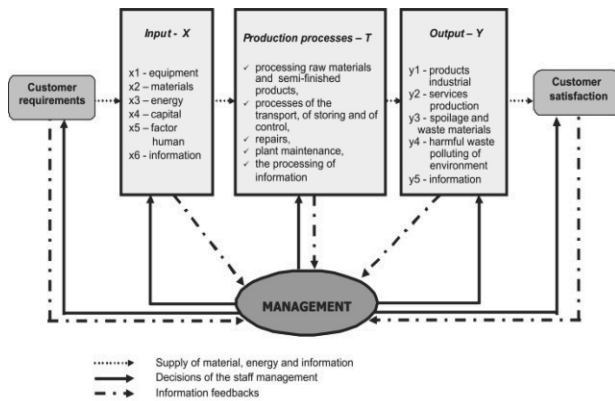 Input - X
x1 - equipment
x2 - materials
x3 - energy
x4 - capital
x5 - factor
human
x6 - information
Production processes – T
✓ processing raw materials
and semi-finished
products,
✓ processes of the
transport, of storing and of
control,
✓ repairs,
✓ plant maintenance,
✓ the processing of
information
Output – Y
y1 - products
industrial
y2 - services
production
y3 - spoilage and
waste materials
y4 - harmful waste
polluting of
environment
y5 - information
Customer
requirements
Customer
satisfaction
MANAGEMENT
Supply of material, energy and information
Decisions of the staff management
Information feedbacks